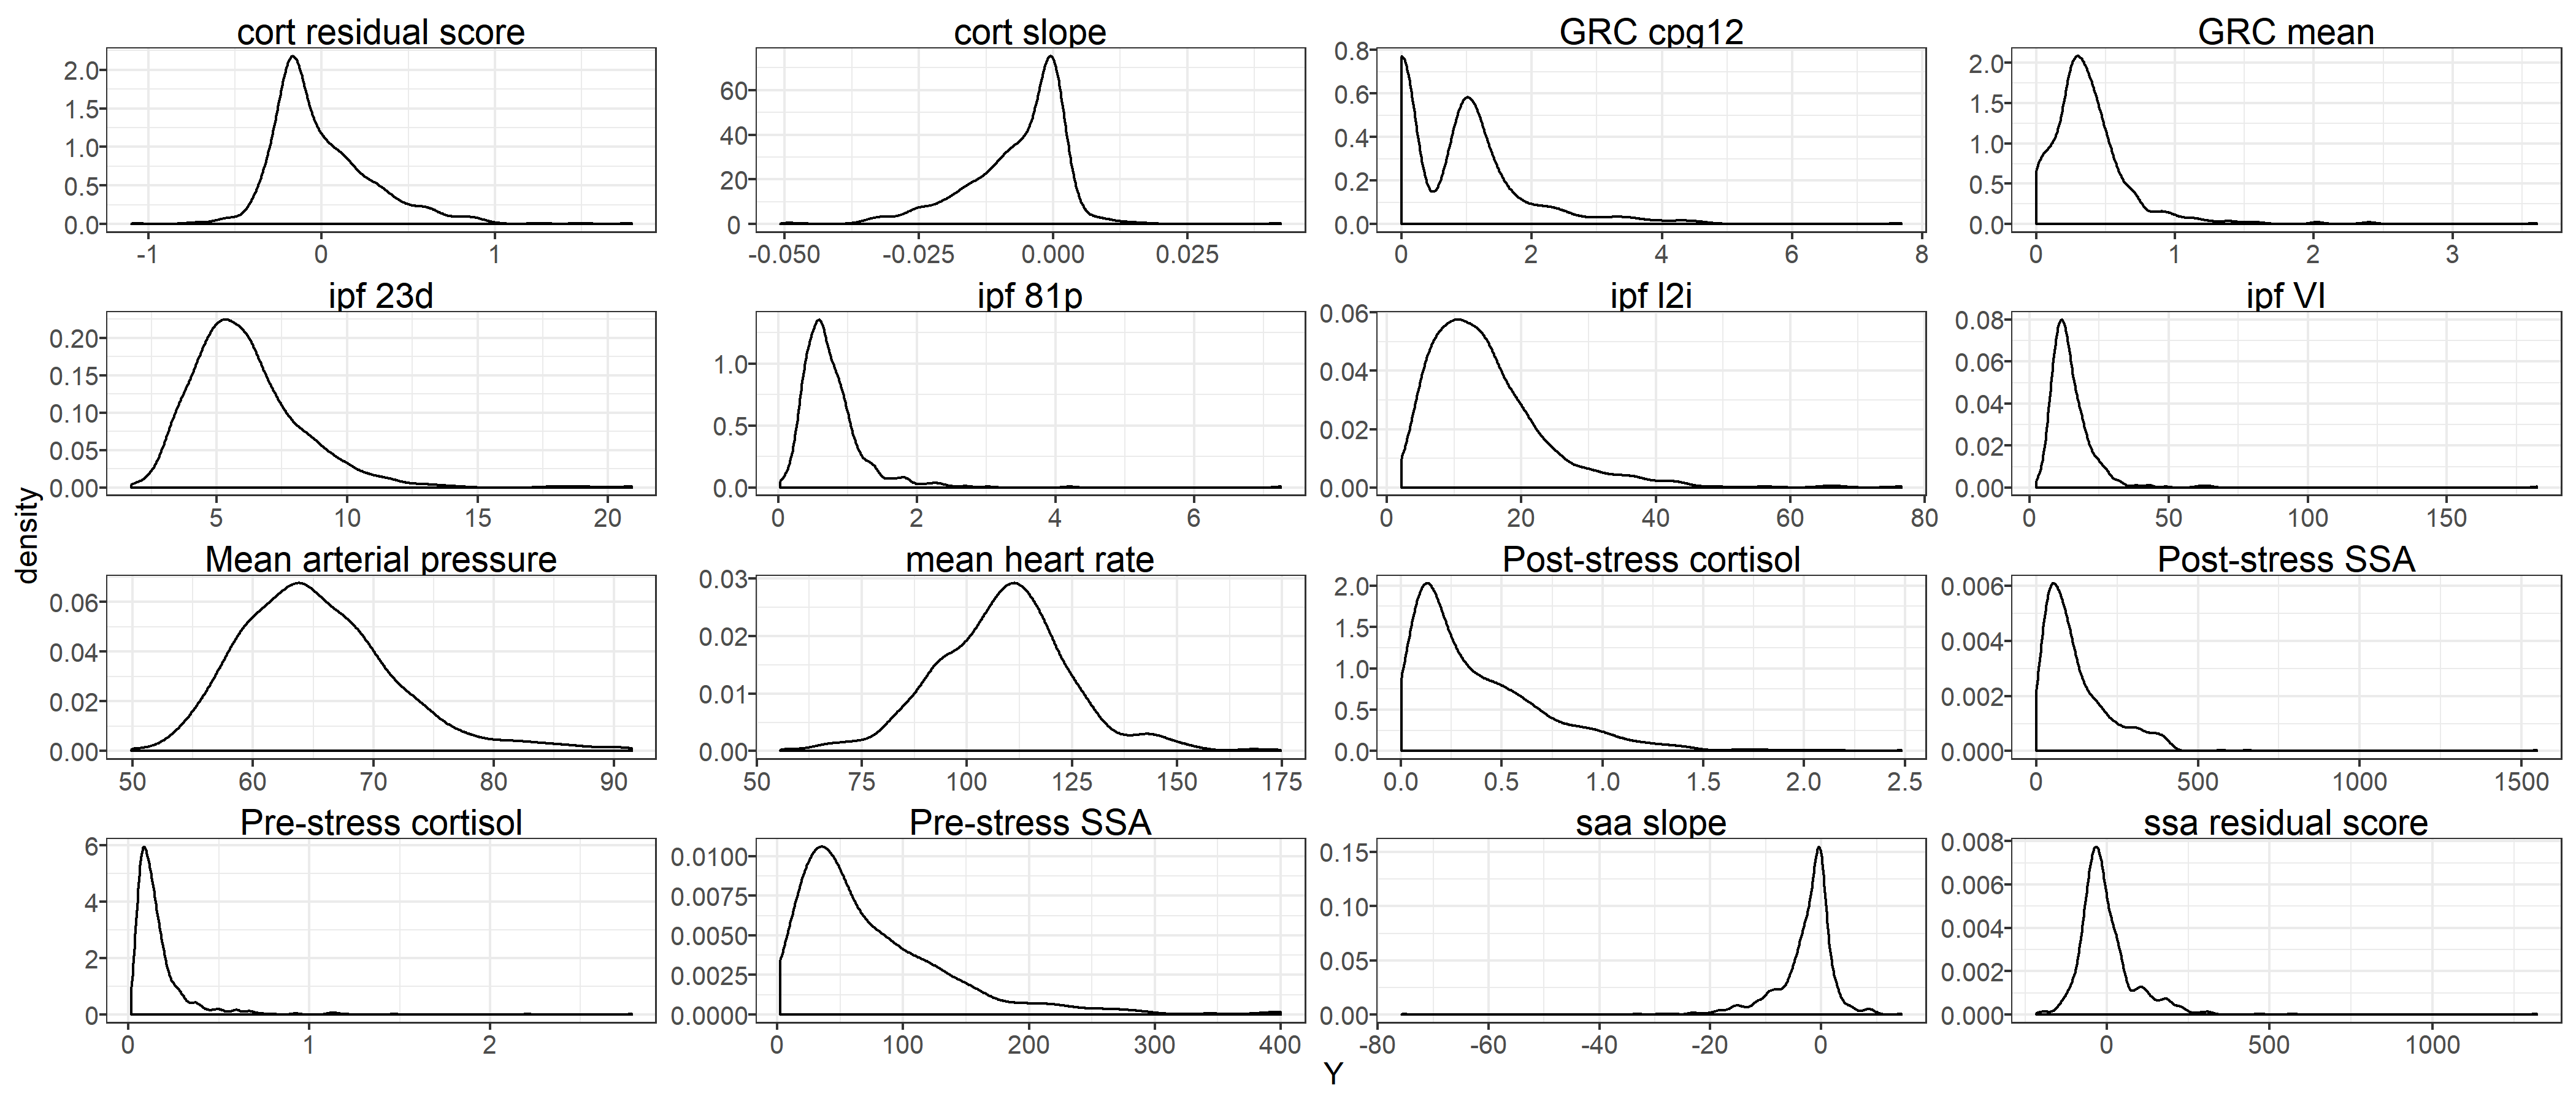 cort residual score
cort slope
GRC cpg12
GRC mean
2.0
1.5
1.0
0.5
0.0
-1 0 1
60
40
20
0
-0.050 -0.025 0.000 0.025
0.8
0.6
0.4
0.2
0.0
0 2 4 6 8
2.0
1.5
1.0
0.5
0.0
0 1 2 3
ipf 23d
ipf 81p
ipf l2i
ipf VI
0.20
0.15
0.10
0.05
0.00
5 10 15 20
1.0
0.5
0.0
0 2 4 6
0.06
0.04
0.02
0.00
0 20 40 60 80
0.08
0.06
0.04
0.02
0.00
0 50 100 150
density
Mean arterial pressure
mean heart rate
Post-stress cortisol
Post-stress SSA
0.06
0.04
0.02
0.00
50 60 70 80 90
0.03
0.02
0.01
0.00
50 75 100 125 150 175
2.0
1.5
1.0
0.5
0.0
0.0 0.5 1.0 1.5 2.0 2.5
0.006
0.004
0.002
0.000
0 500 1000 1500
Pre-stress cortisol
Pre-stress SSA
saa slope
ssa residual score
6
4
2
0
0 1 2
0.0100
0.0075
0.0050
0.0025
0.0000
0 100 200 300 400
0.15
0.10
0.05
0.00
-80 -60 -40 -20 0
0.008
0.006
0.004
0.002
0.000
0 500 1000
Y